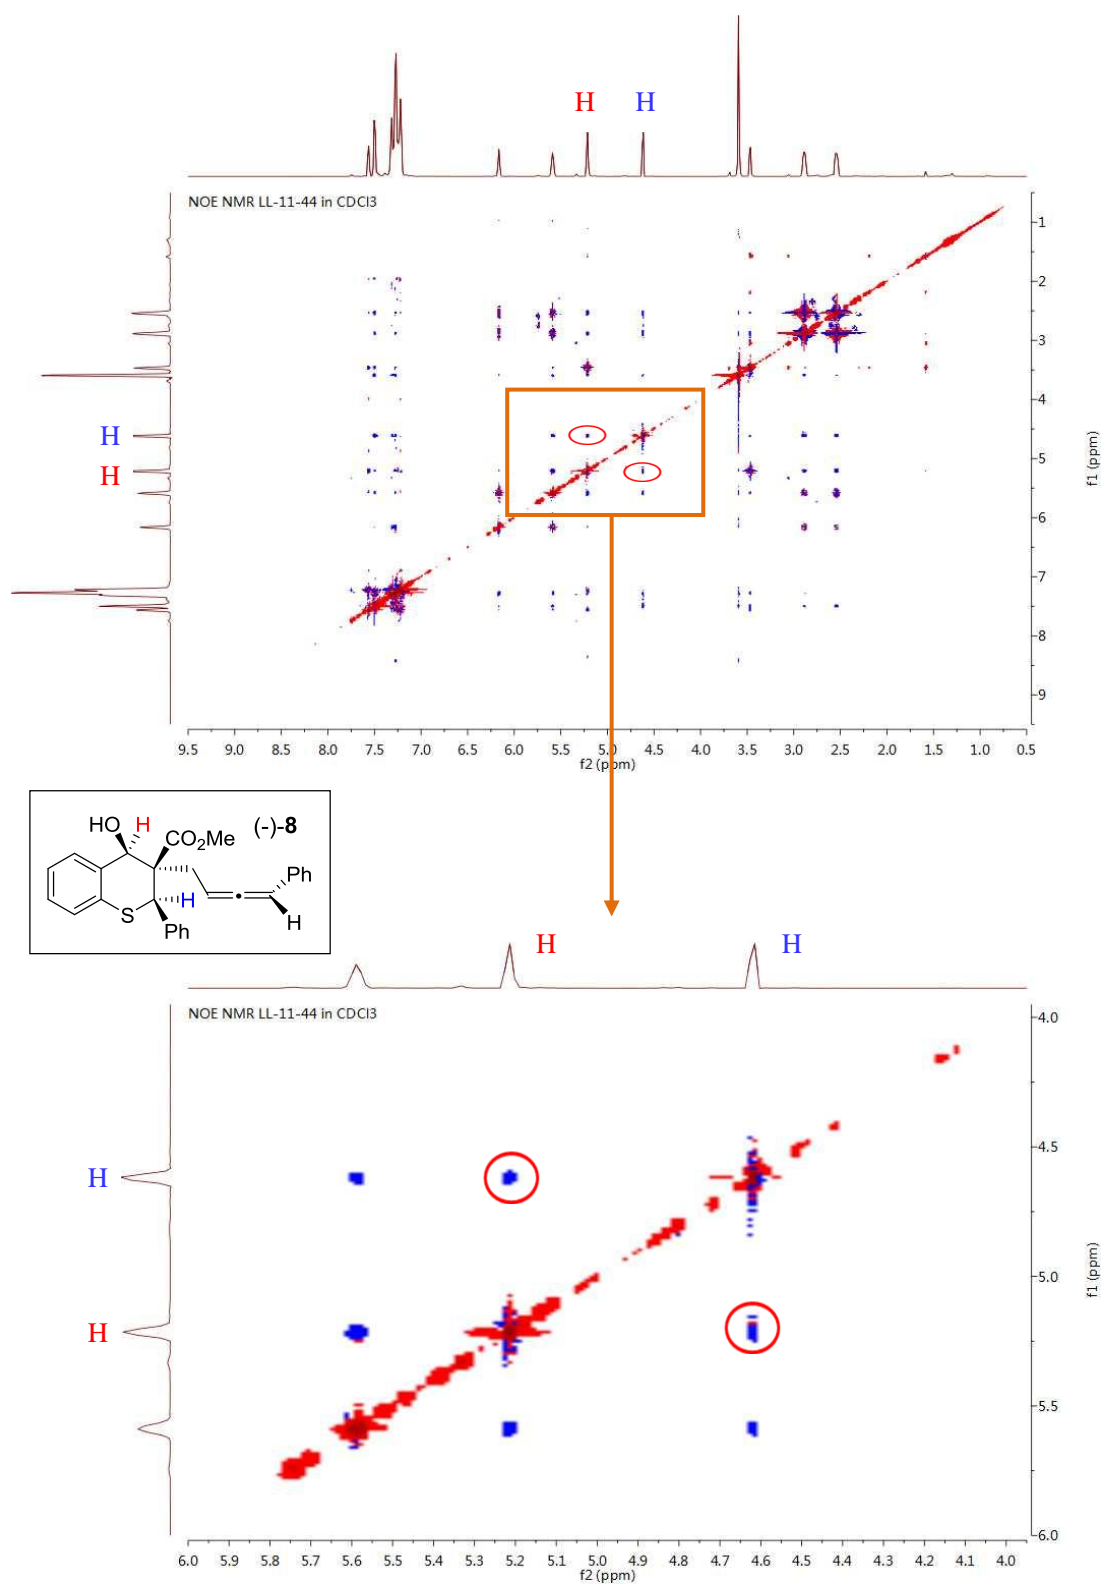 H H
NOE NMR LL-11-44 in CDCl3
1
2
3
4
5
6
7
8
9
f1 (ppm)
H
H
9.5 9.0 8.5 8.0 7.5 7.0 6.5 6.0 5.5 5.0 4.5 4.0 3.5 3.0 2.5 2.0 1.5 1.0 0.5
f2 (ppm)
HO H CO2Me (-)-8
Ph
H
S
H
Ph
H H
NOE NMR LL-11-44 in CDCl3
4.0
4.5
5.0
5.5
6.0
f1 (ppm)
H
H
6.0 5.9 5.8 5.7 5.6 5.5 5.4 5.3 5.2 5.1 5.0 4.9 4.8 4.7 4.6 4.5 4.4 4.3 4.2 4.1 4.0
f2 (ppm)